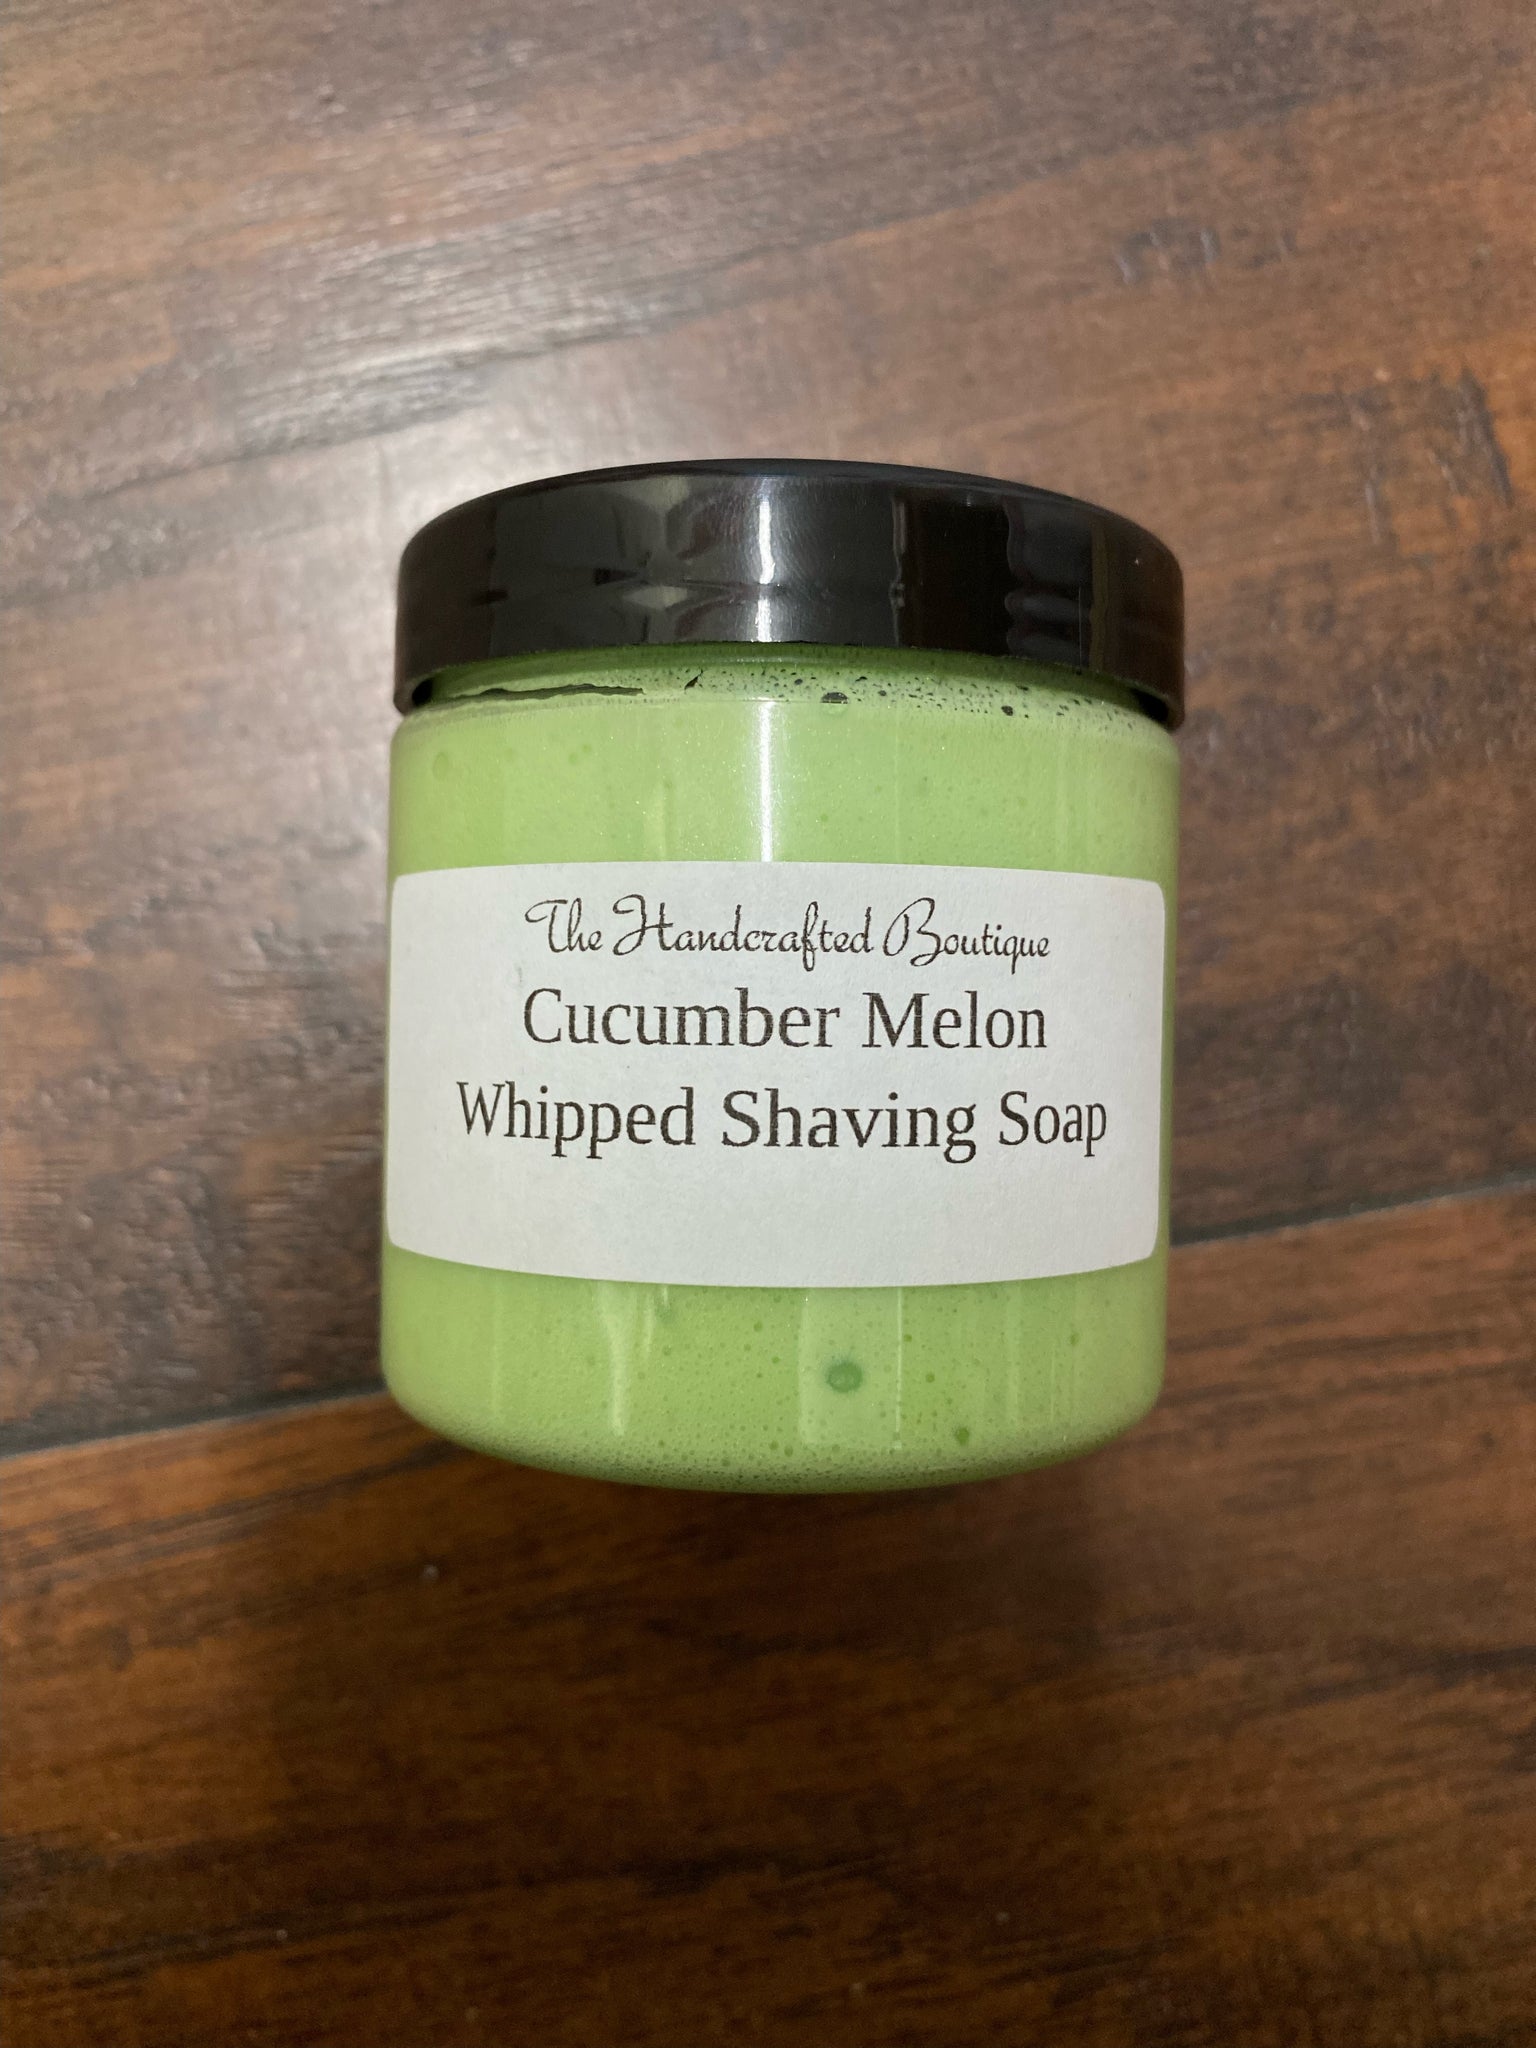 The Handcrafted Boutique
Cucumber Melon
Whipped Shaving Soap